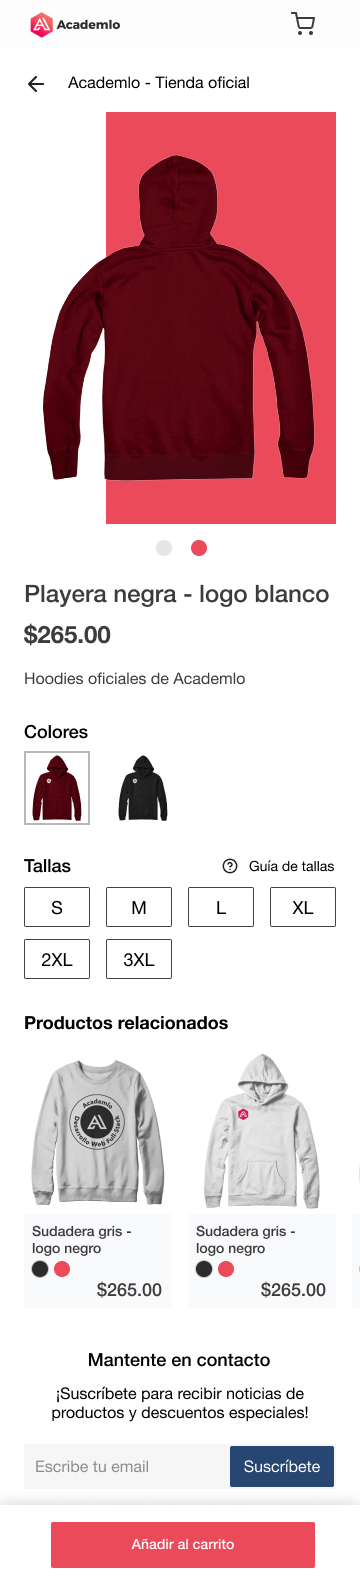 Academlo
Academlo - Tienda oficial
Playera negra - logo blanco
$265.00
Hoodies oficiales de Academlo
Colores
Tallas
Guía de tallas
S
M
L
XL
2XL
3XL
Productos relacionados
Academlo
Desarrollo Web Full-Stack
Sudadera gris -
logo negro
$265.00
Sudadera gris -
logo negro
$265.00
Mantente en contacto
¡Suscríbete para recibir noticias de
productos y descuentos especiales!
Escribe tu email
Suscríbete
Añadir al carrito